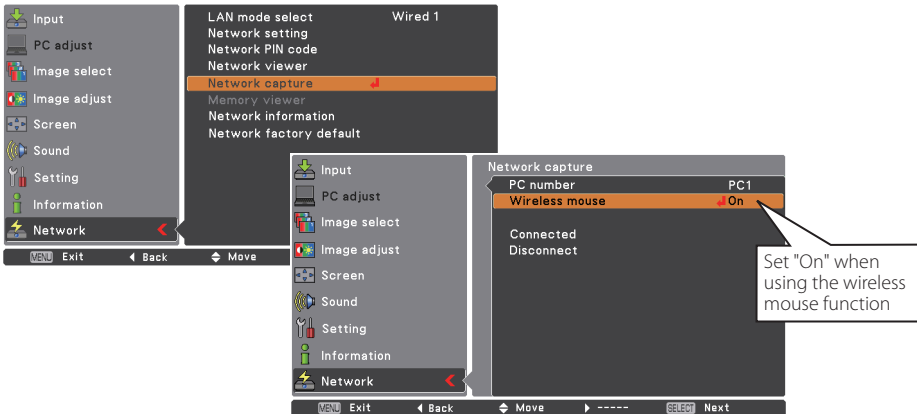 Input
PC adjust
Image select
Image adjust
Screen
Sound
Setting
Information
Network
LAN mode select Wired 1
Network setting
Network PIN code
Network viewer
Network capture
Memory viewer
Network information
Network factory default
MENU Exit Back Move
Input
PC adjust
Image select
Image adjust
Screen
Sound
Setting
Information
Network
Network capture
PC number PC1
Wireless mouse On
Connected
Disconnect
MENU Exit Back Move ----- SELECT Next
Set "On" when
using the wireless
mouse function